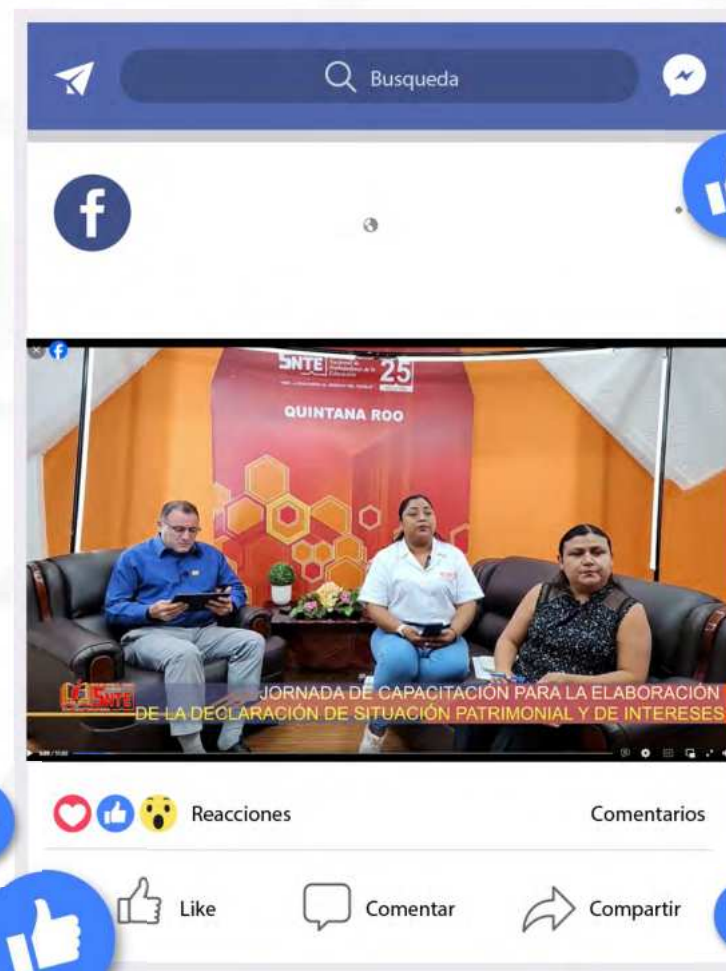 Busqueda
f
SNTE
25
QUINTANA ROO
SNTE
JORNADA DE CAPACITACIÓN PARA LA ELABORACIÓN
DE LA DECLARACIÓN DE SITUACIÓN PATRIMONIAL Y DE INTERESES
Reacciones
Comentarios
Like
Comentar
Compartir